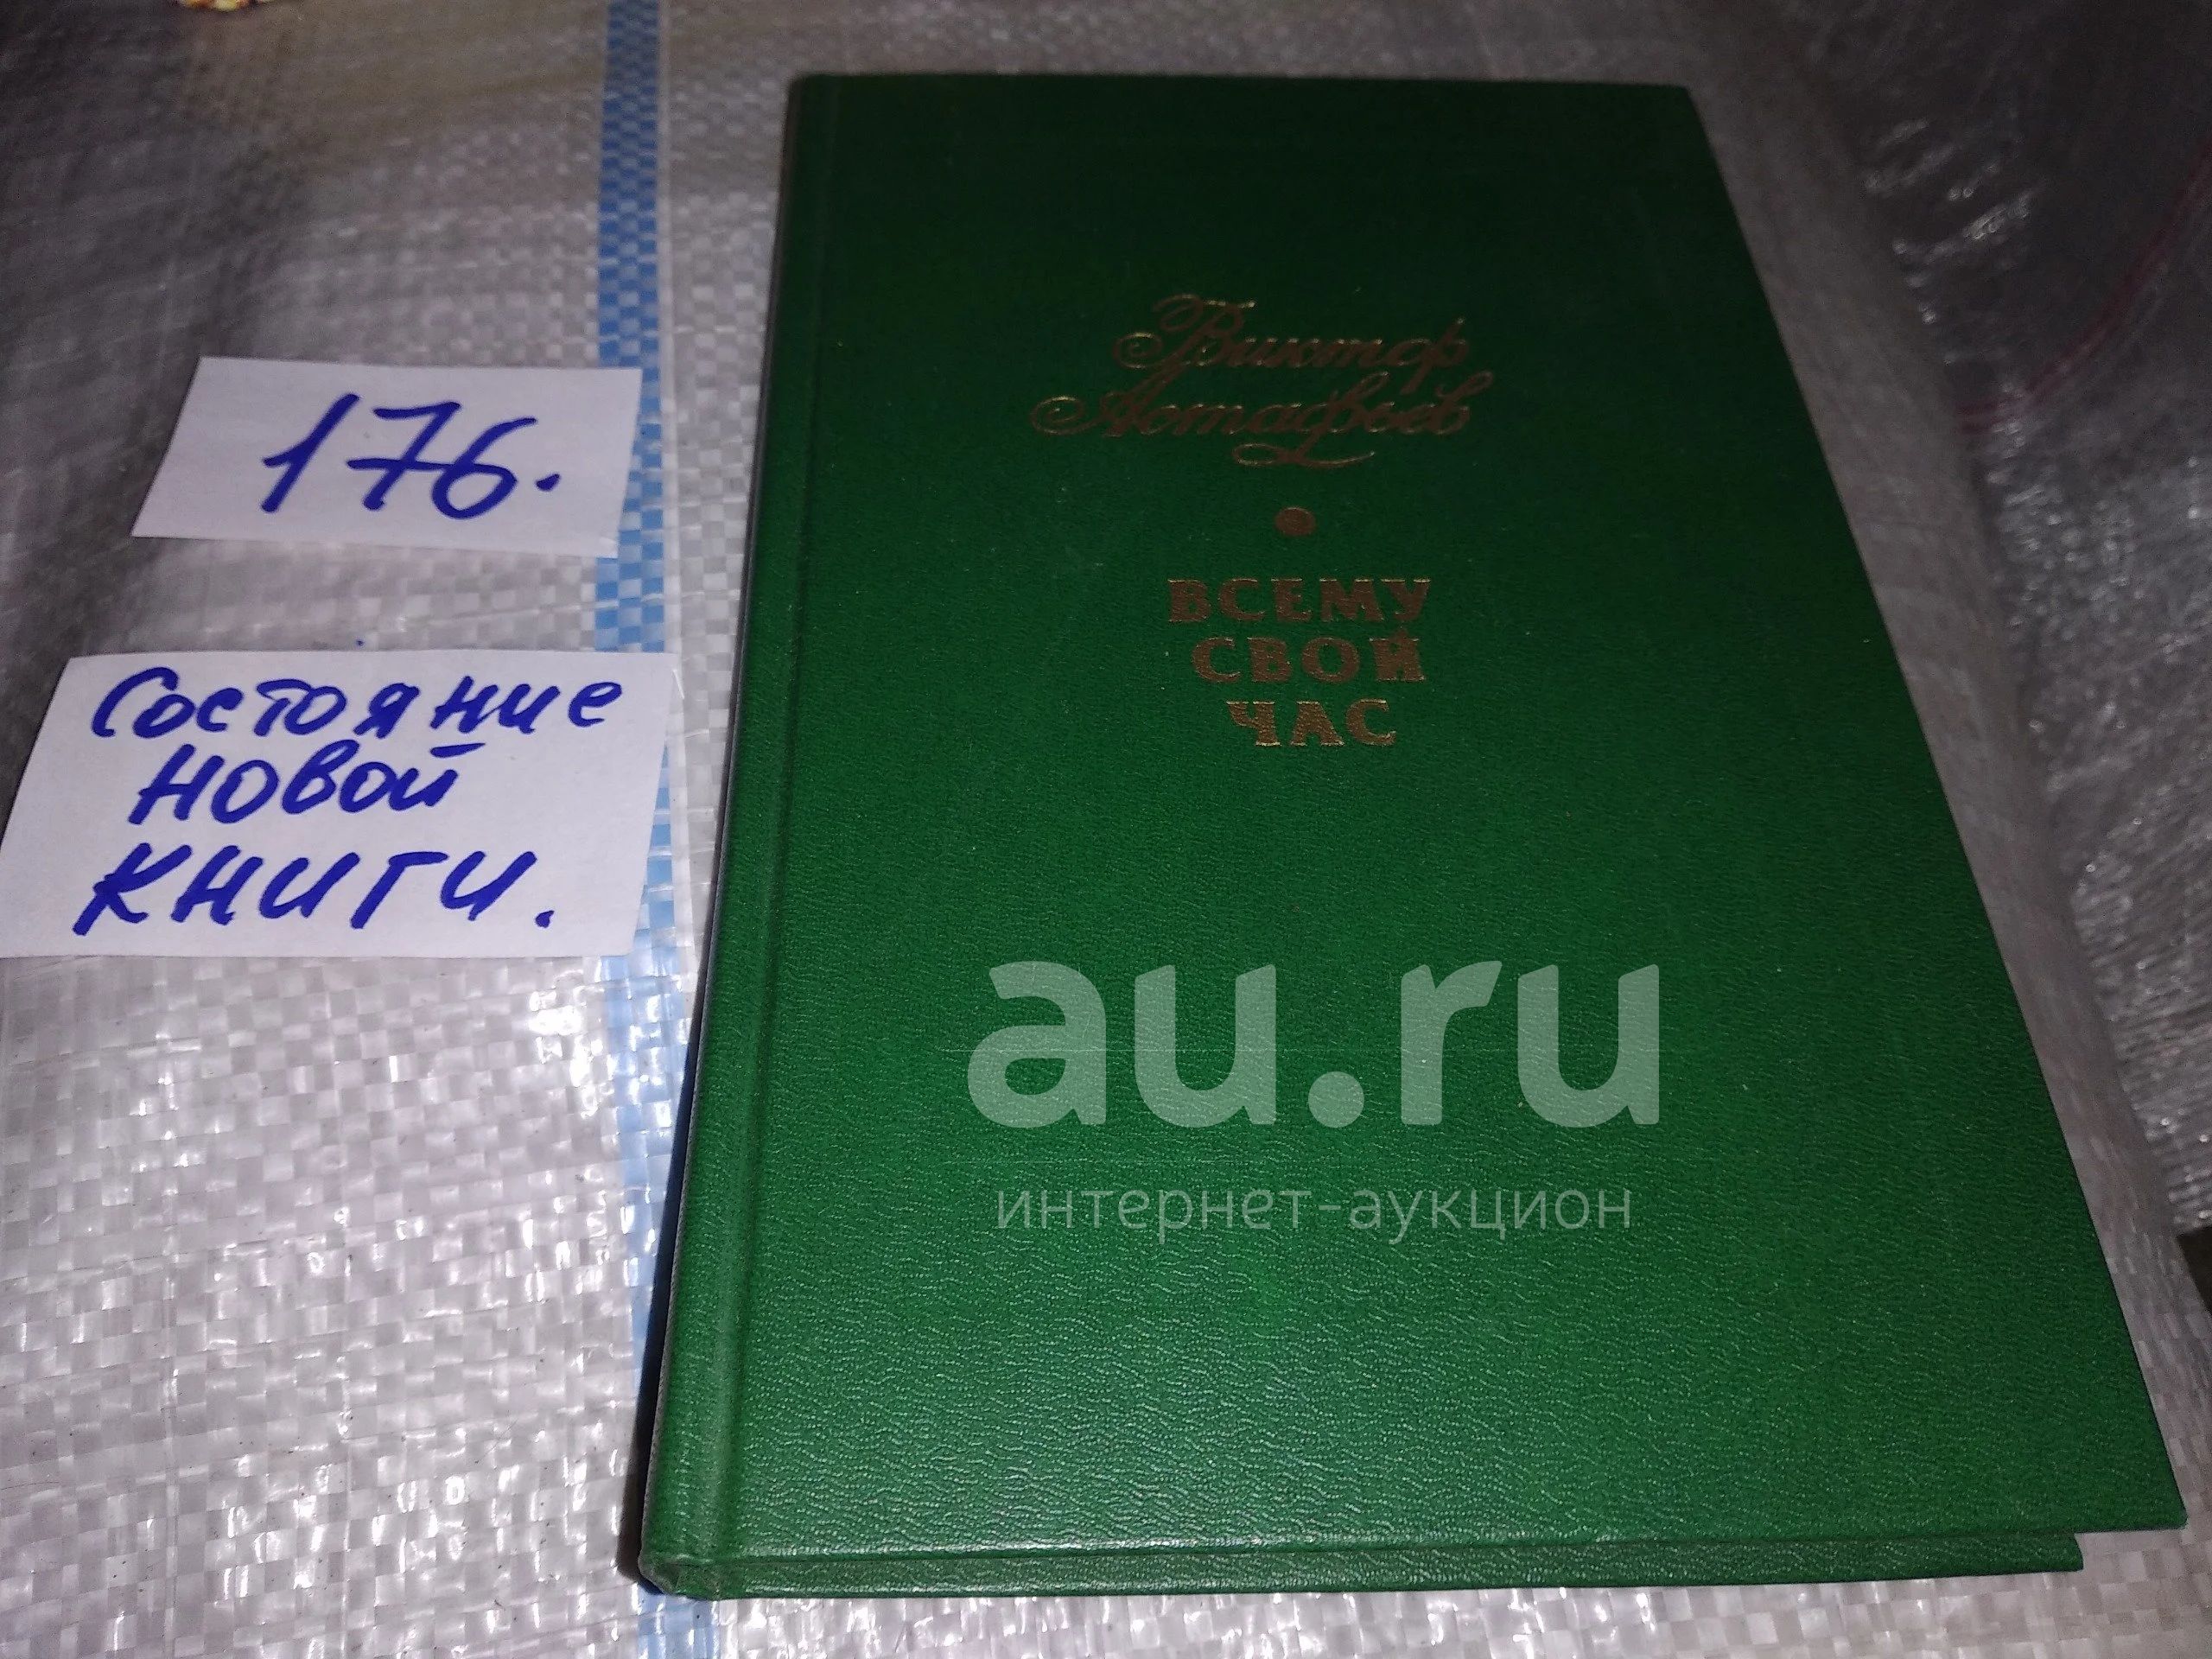 176.
Состояние
новой
книги.
Виктор
Астафьев
ВСЕМУ
СВОЙ
ЧАС
au.ru
интернет-аукцион